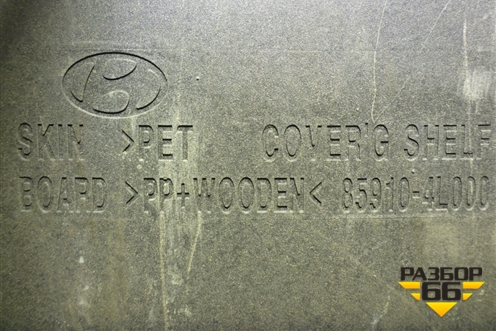 SKIN >PET COVER'G SHELF
BOARD >PP+WOODEN< 85910-4L000
РАЗБОР
66